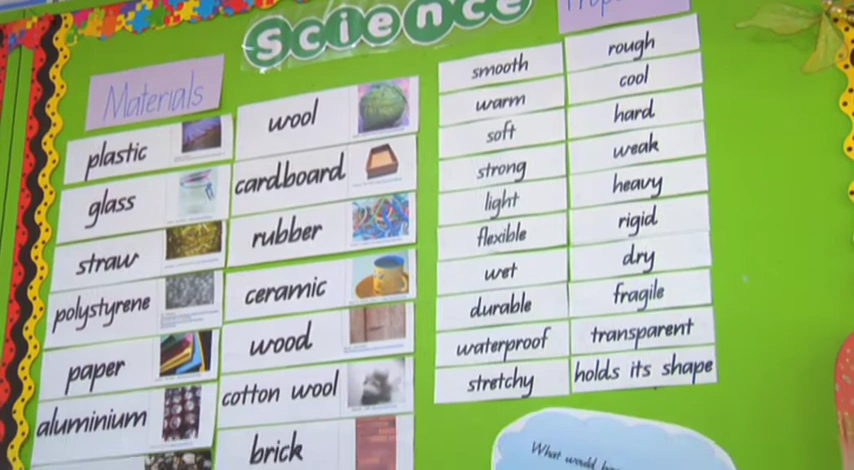 Science
Materials
plastic
glass
straw
polystyrene
paper
aluminium
wool
cardboard
rubber
ceramic
wood
cotton wool
brick
smooth
warm
soft
strong
light
flexible
wet
durable
waterproof
stretchy
rough
cool
hard
weak
heavy
rigid
dry
fragile
transparent
holds its shape
What would